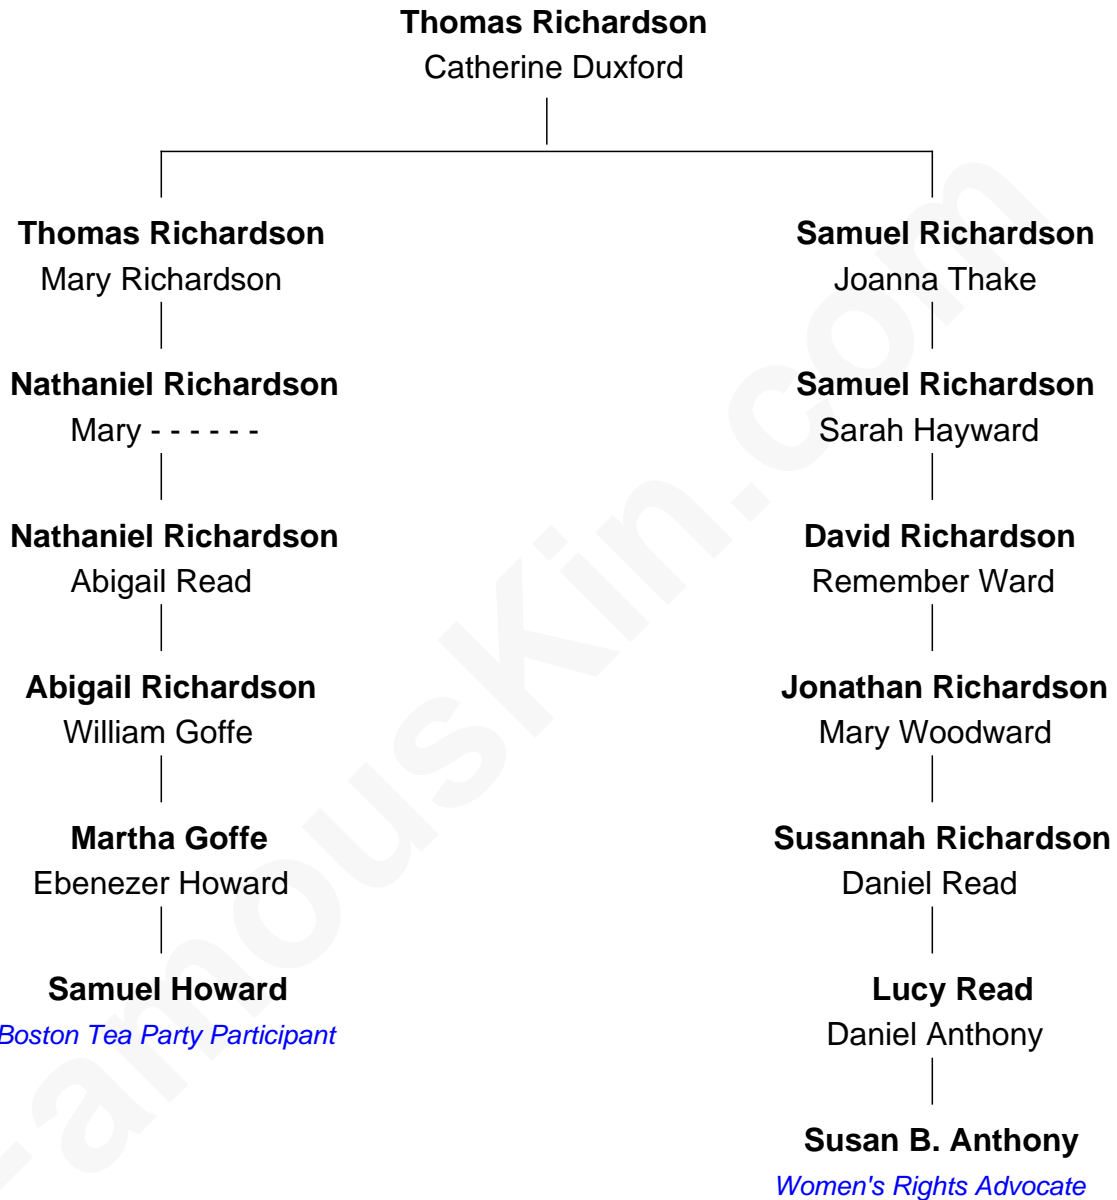 Thomas Richardson
Catherine Duxford
Thomas Richardson
Mary Richardson
Nathaniel Richardson
Mary - - - - - -
Nathaniel Richardson
Abigail Read
Abigail Richardson
William Goffe
Martha Goffe
Ebenezer Howard
Samuel Howard
Boston Tea Party Participant
Samuel Richardson
Joanna Thake
Samuel Richardson
Sarah Hayward
David Richardson
Remember Ward
Jonathan Richardson
Mary Woodward
Susannah Richardson
Daniel Read
Lucy Read
Daniel Anthony
Susan B. Anthony
Women's Rights Advocate
FamousKin.com